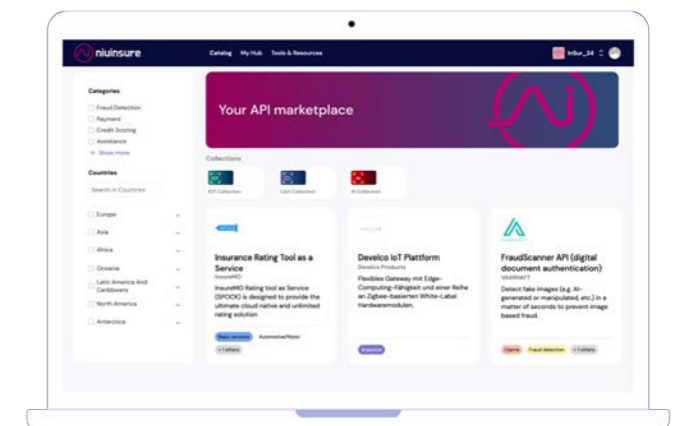 niuinsure
Catalog My Hub Tools & Resources
InSur_24
Categories
Fraud Detection
Payment
Credit Scoring
Assistance
+ Show more
Countries
Search in Countries
Europe
Asia
Africa
Oceania
Latin America And
Caribbeans
North America
Antarctica
Your API marketplace
Collections
IOT Collection
L&H Collection
AI Collection
SPOCK
Insurance Rating Tool as a
Service
InsureMO
InsureMO Rating tool as Service
(SPOCK) is designed to provide the
ultimate cloud native and unlimited
rating solution
Basic services Automotive/Motor
+ 1 others
Develco IoT Plattform
Develco Products
Flexibles Gateway mit Edge-
Computing-Fähigkeit und einer Reihe
an Zigbee-basierten White-Label
Hardwaremodulen.
Analytics
VAARHAFT
FraudScanner API (digital
document authentication)
VAARHAFT
Detect fake images (e.g. AI-
generated or manipulated, etc.) in a
matter of seconds to prevent image
based fraud.
Claims Fraud detection + 1 others